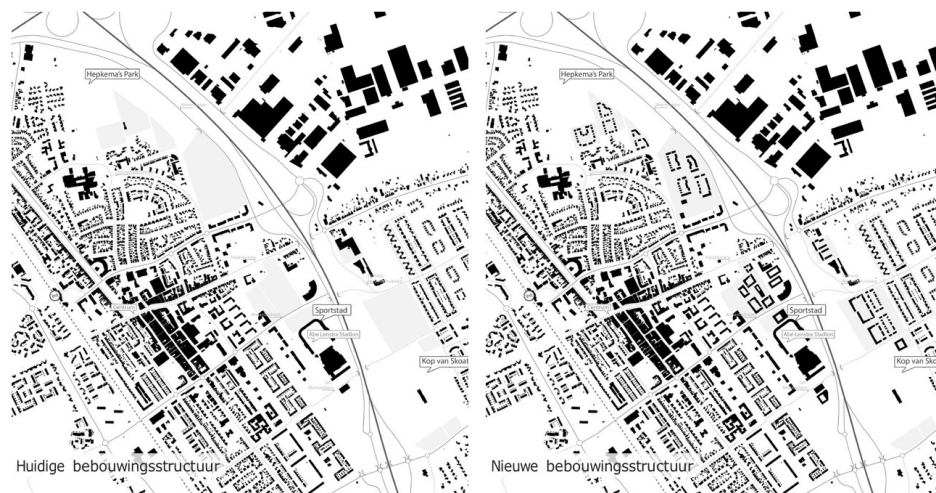 Hepkema's Park
Sportstad
Abe Lenstra Stadion
Kop van Skoat
Huidige bebouwingsstructuur
Hepkema's Park
Sportstad
Abe Lenstra Stadion
Kop van Sko
Nieuwe bebouwingsstructuur